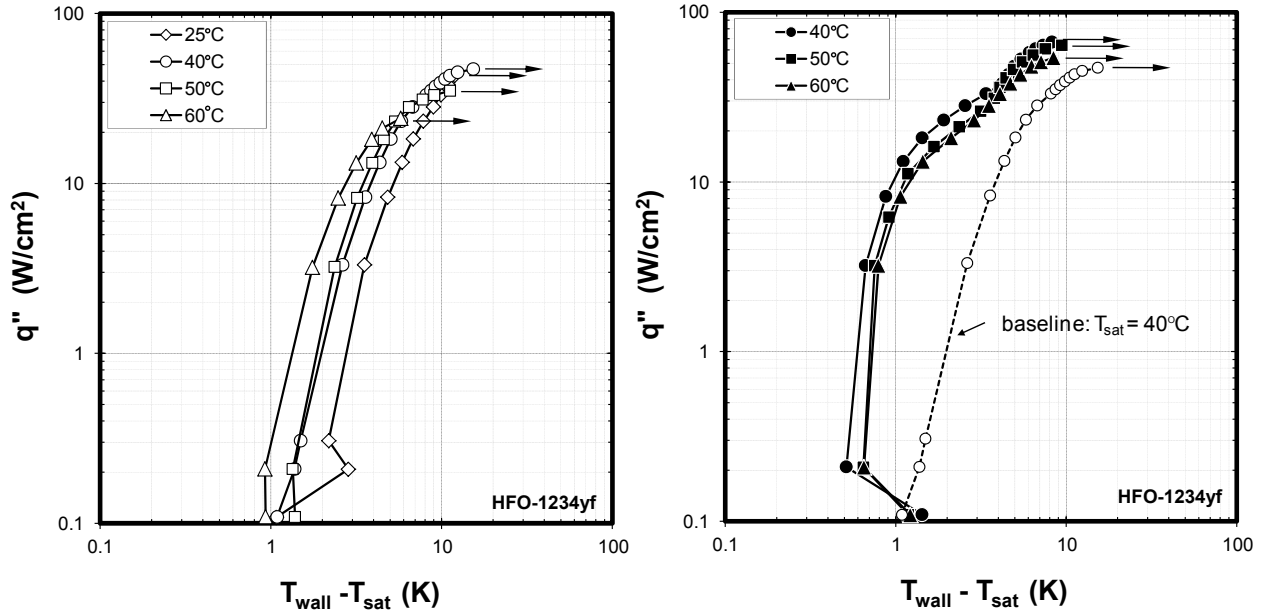 100
10
1
0.1
q" (W/cm²)
25°C
40°C
50°C
60°C
HFO-1234yf
0.1 1 10 100
T_wall -T_sat (K)
100
10
1
0.1
q" (W/cm²)
40°C
50°C
60°C
baseline: T_sat = 40°C
HFO-1234yf
0.1 1 10 100
T_wall - T_sat (K)